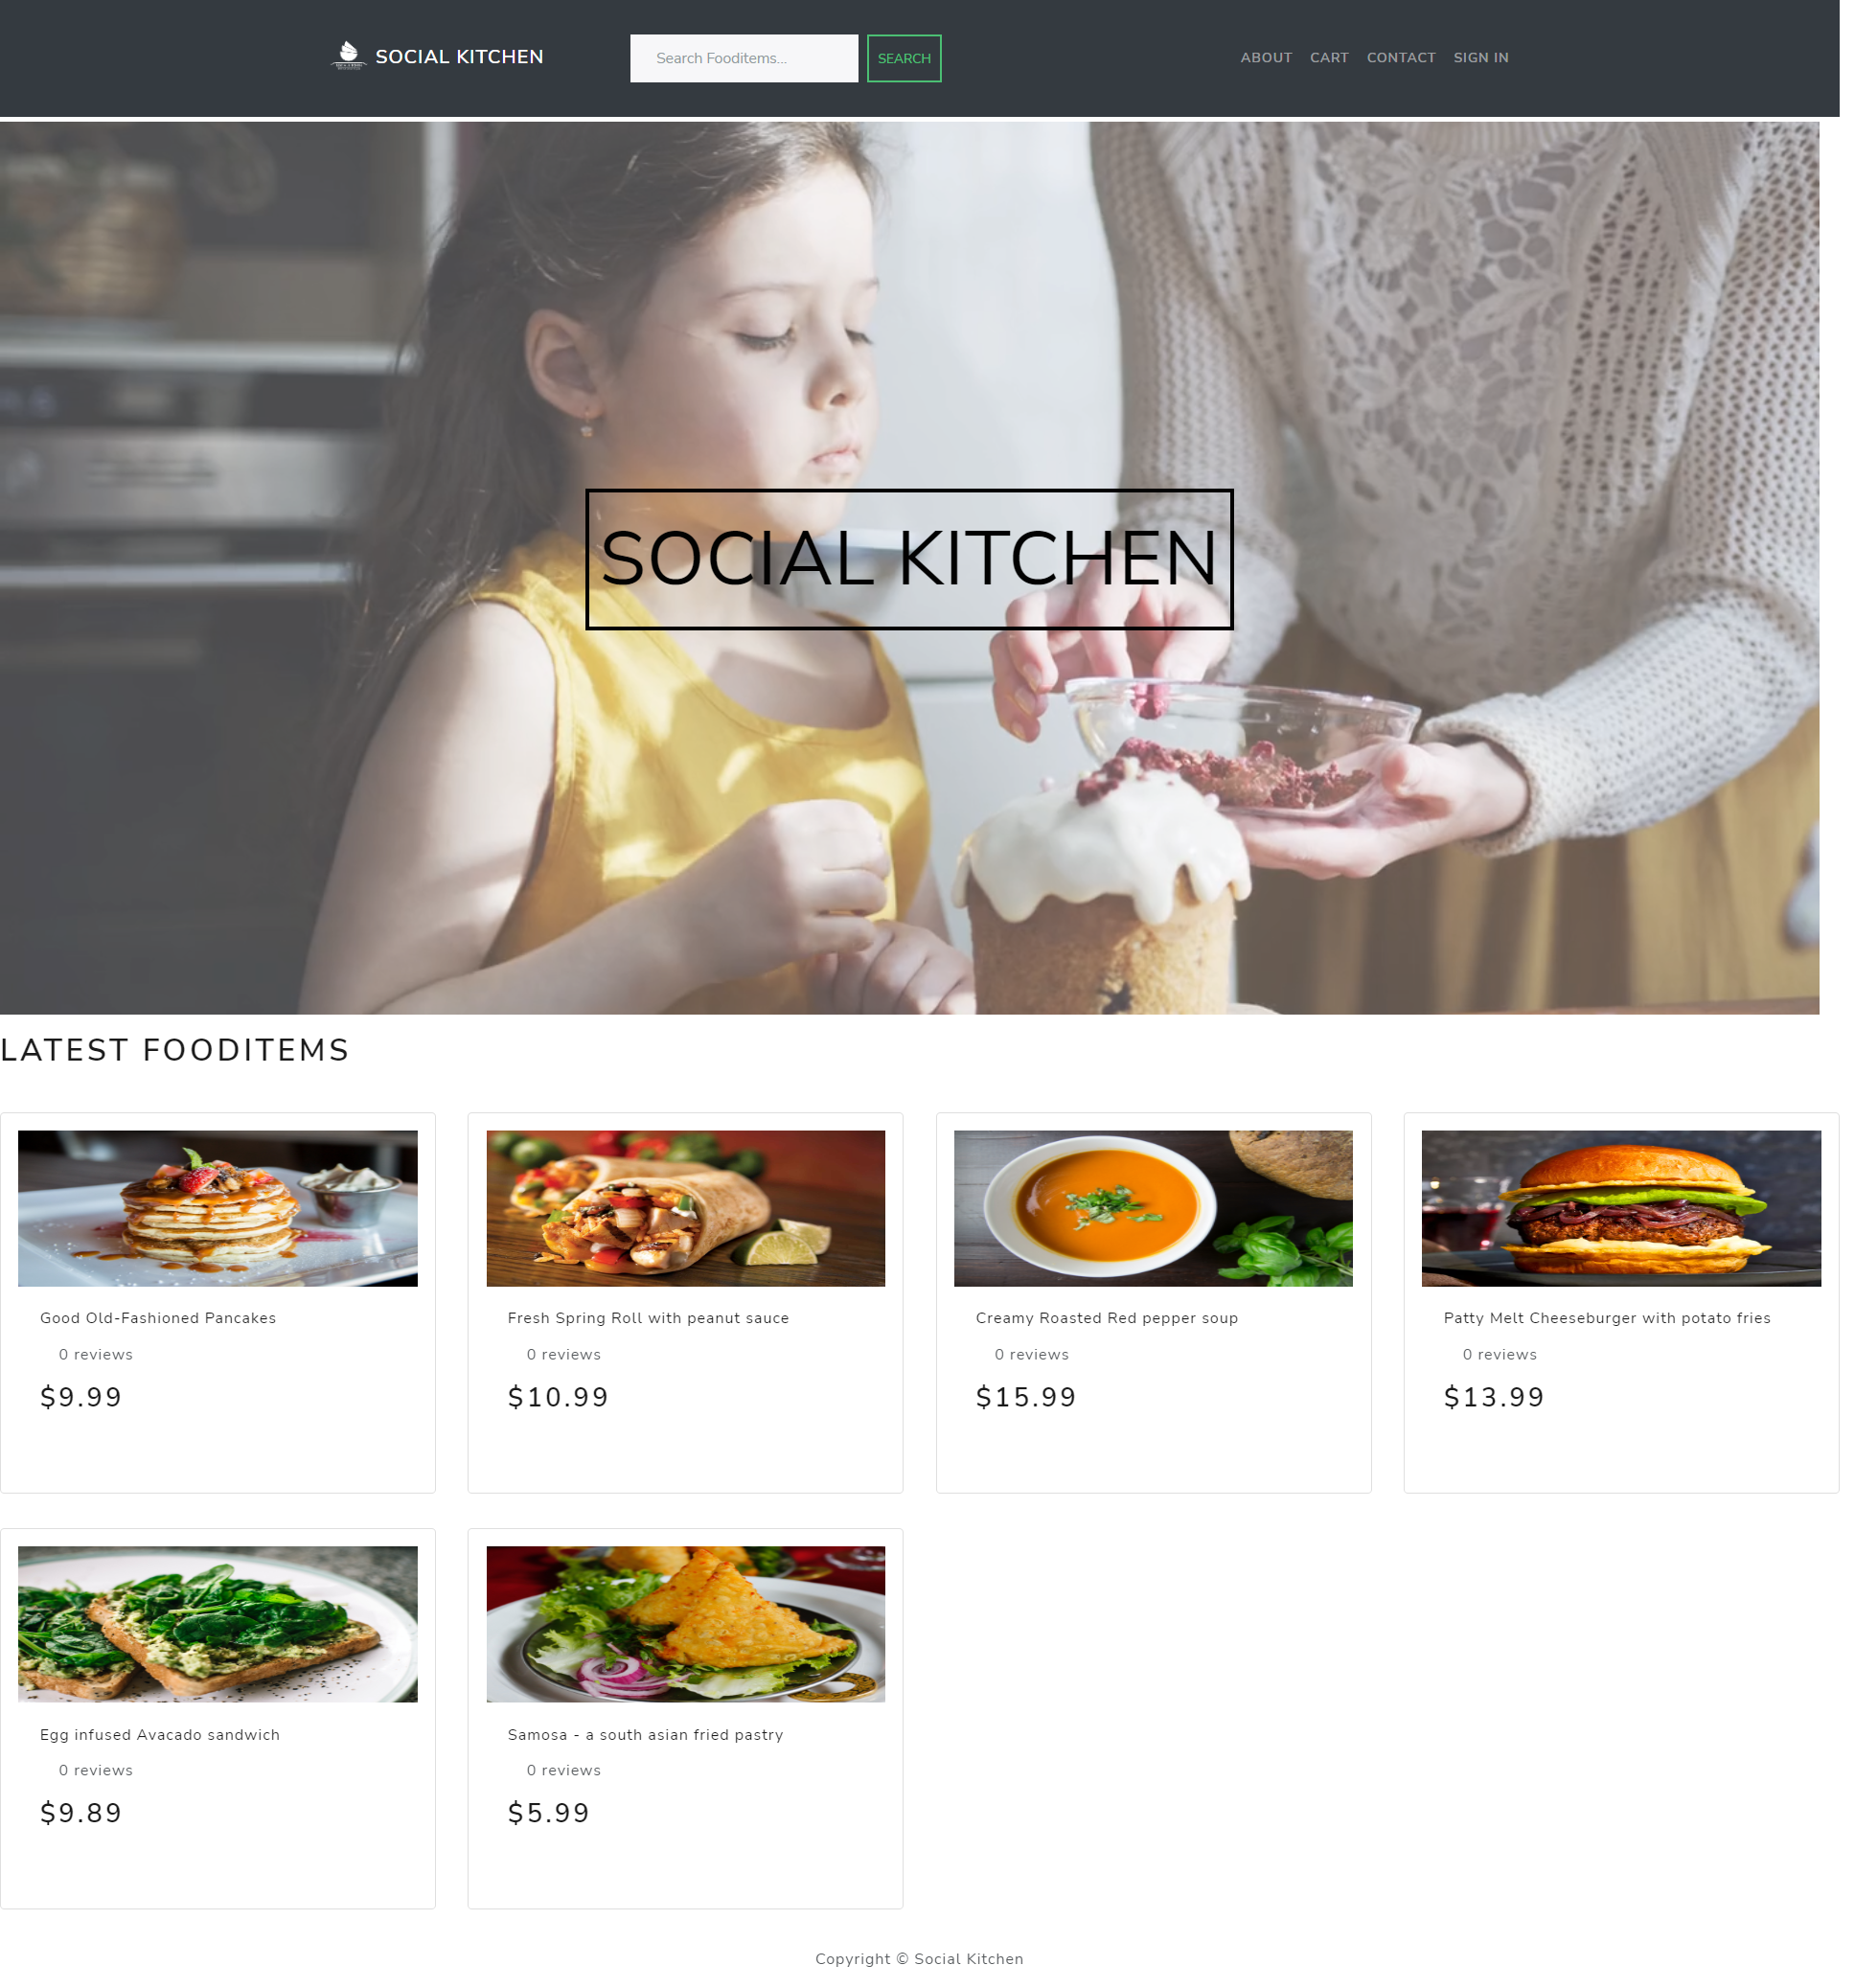 SOCIAL KITCHEN
Search Fooditems...
SEARCH
ABOUT CART CONTACT SIGN IN
SOCIAL KITCHEN
LATEST FOODITEMS
Good Old-Fashioned Pancakes
0 reviews
$9.99
Fresh Spring Roll with peanut sauce
0 reviews
$10.99
Creamy Roasted Red pepper soup
0 reviews
$15.99
Patty Melt Cheeseburger with potato fries
0 reviews
$13.99
Egg infused Avacado sandwich
0 reviews
$9.89
Samosa - a south asian fried pastry
0 reviews
$5.99
Copyright © Social Kitchen